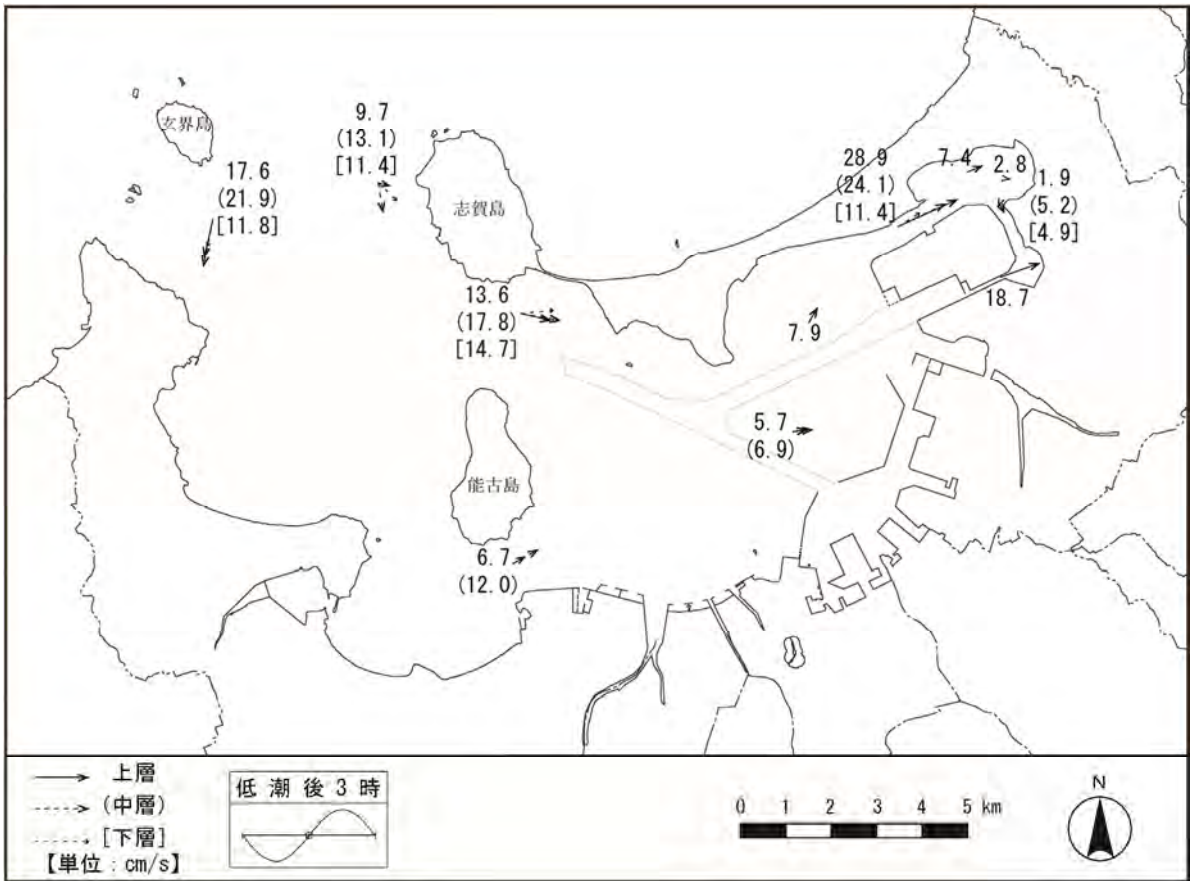 玄界島
17.6
(21.9)
[11.8]
9.7
(13.1)
[11.4]
志賀島
28.9
(24.1)
[11.4]
7.4
2.8
1.9
(5.2)
[4.9]
18.7
13.6
(17.8)
[14.7]
7.9
5.7
(6.9)
能古島
6.7
(12.0)
上層
(中層)
[下層]
【単位:cm/s】
低潮後3時
0 1 2 3 4 5 km
N